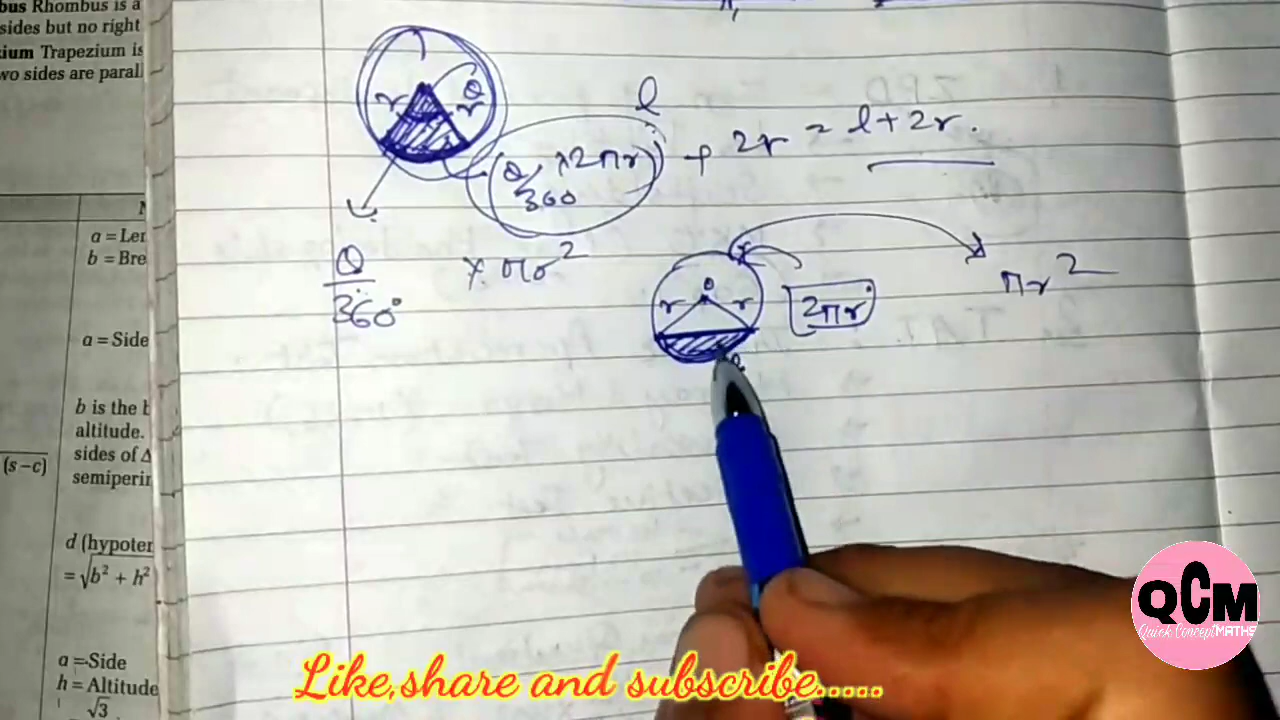 bus Rhombus is a
sides but no right
ium Trapezium is
wo sides are paral
a = Len
b = Bre
a = Side
b is the b
altitude.
sides of Δ
(s-c)
semiperin
d (hypoten
= √b² + h²
a = Side
h = Altitude
√3
θ
r r
l
(θ/360 × 2πr) + 2r = l + 2r.
θ/360° × πr²
θ
r r
2πr
πr²
QCM
Quick Concept MATHS
Like,share and subscribe.....